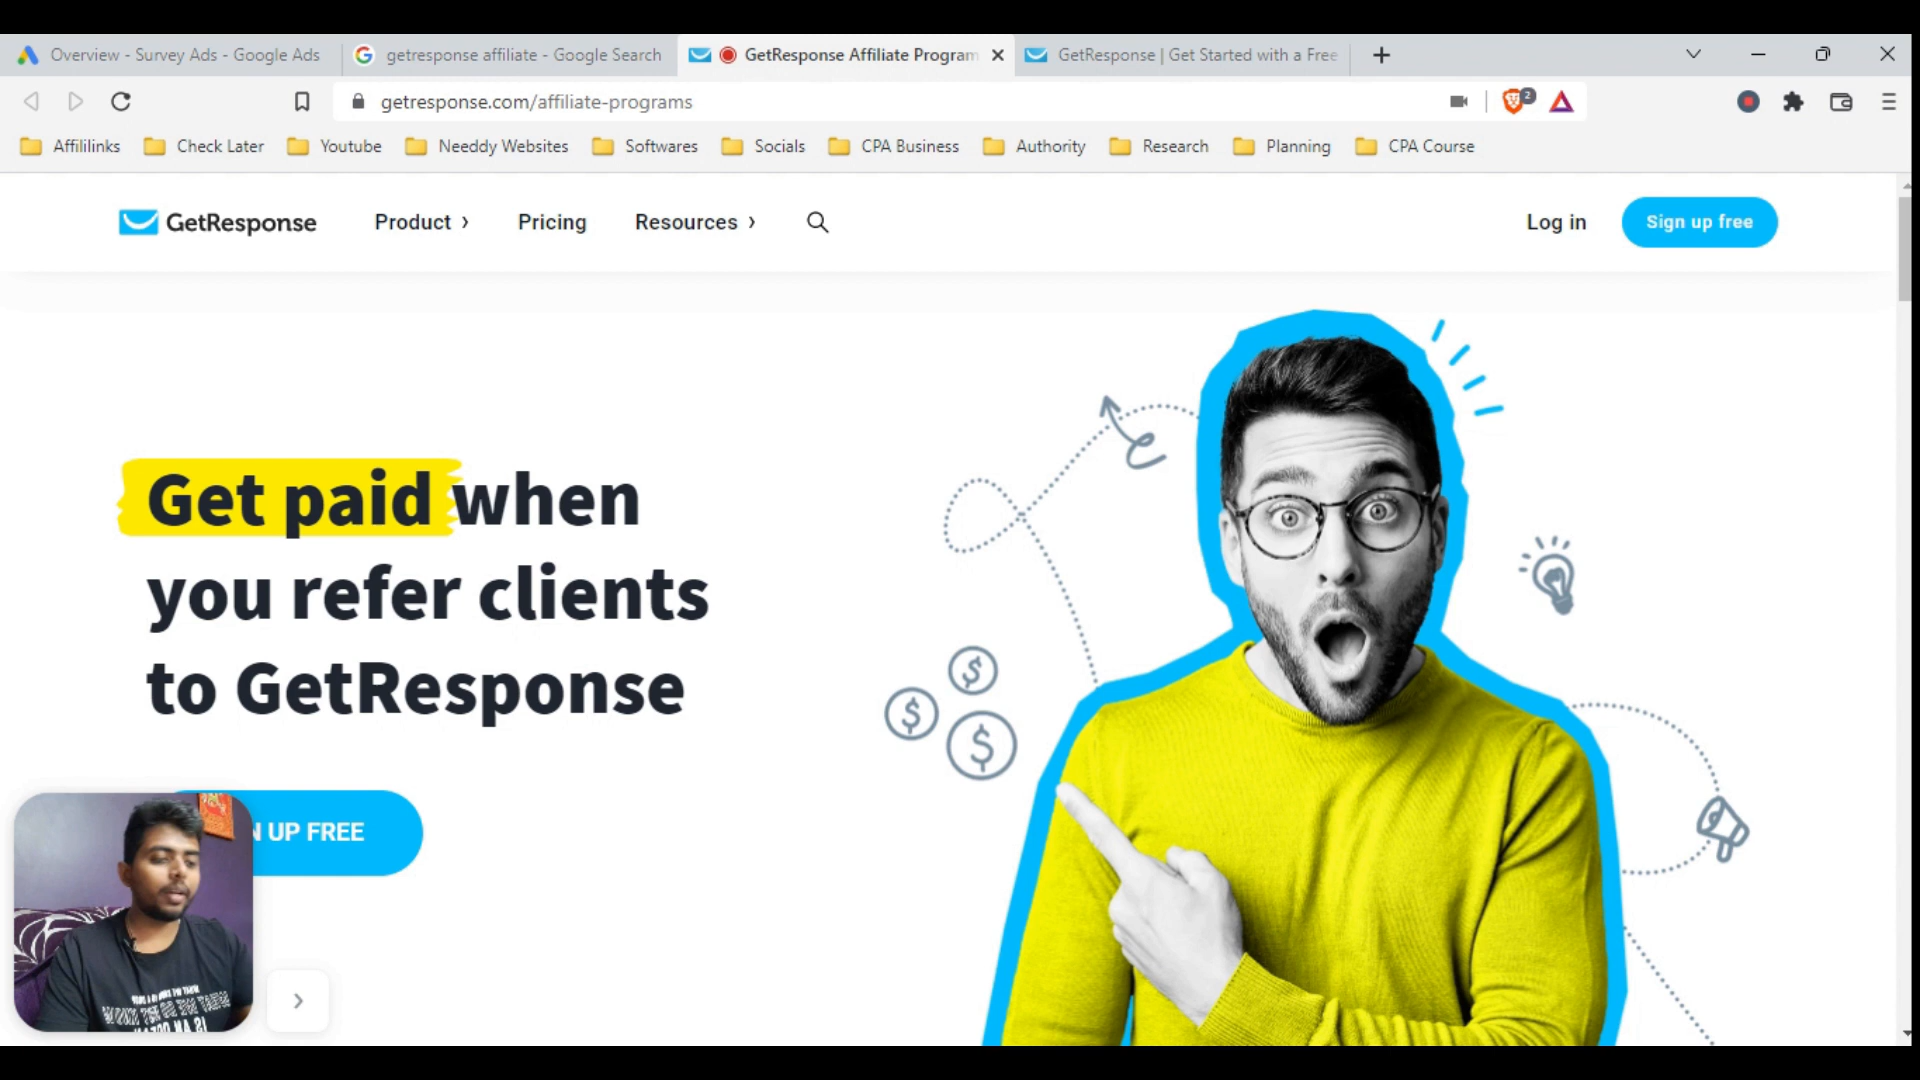 Overview - Survey Ads - Google Ads
getresponse affiliate - Google Search
GetResponse Affiliate Program
GetResponse | Get Started with a Free
getresponse.com/affiliate-programs
2
Affililinks
Check Later
Youtube
Needdy Websites
Softwares
Socials
CPA Business
Authority
Research
Planning
CPA Course
GetResponse
Product
Pricing
Resources
Log in
Sign up free
Get paid when
you refer clients
to GetResponse
$
$
$
UP FREE